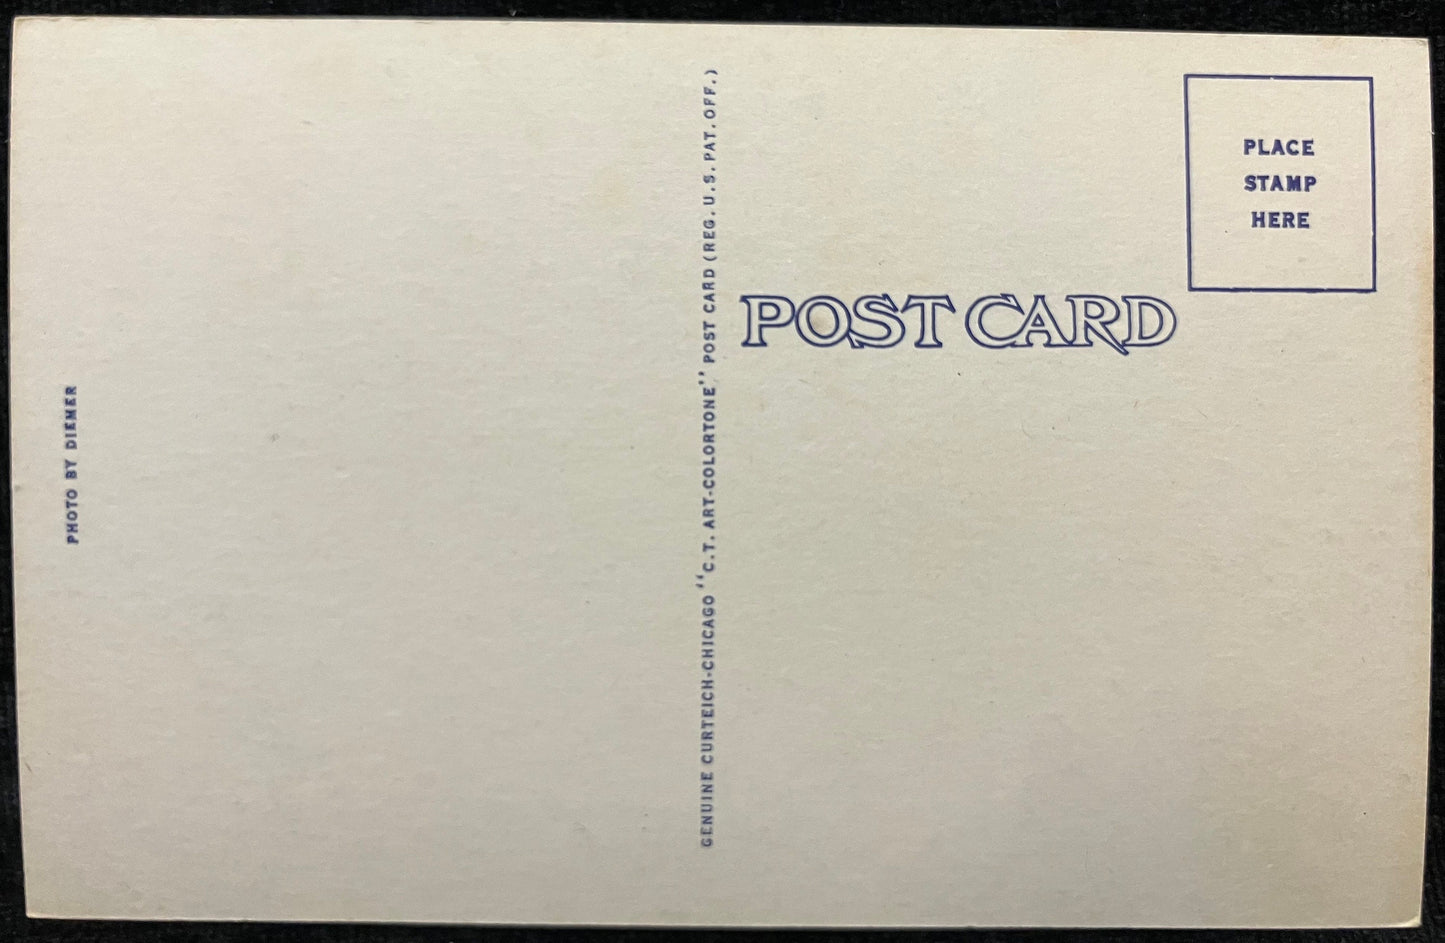 PHOTO BY DIEMER
GENUINE CURTEICH-CHICAGO "C.T. ART-COLORTONE" POST CARD (REG. U.S. PAT. OFF.)
POST CARD
PLACE
STAMP
HERE